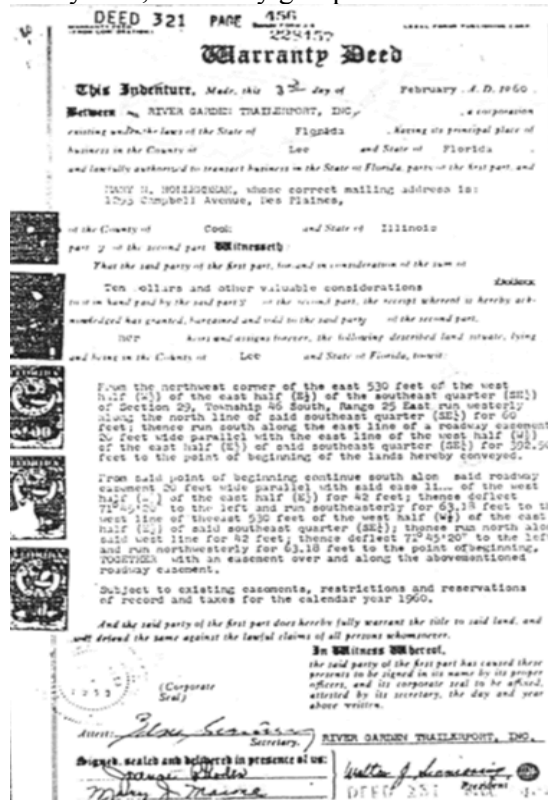 DEED 321 PAGE 456
Warranty Deed
This Indenture, Made, this 3rd day of February A.D. 1960.
Between RIVER GARDEN TRAILERPORT, INC., a corporation
existing under the laws of the State of Florida, having its principal place of
business in the County of Lee and State of Florida
and lawfully authorized to transact business in the State of Florida, party of the first part, and
MARY whose correct mailing address is:
Campbell Avenue, Des Plaines,
of the County of Cook and State of Illinois
party of the second part Witnesseth:
That the said party of the first part, for and in consideration of the sum of
Ten Dollars and other valuable considerations Dollars
to it in hand paid by the said party of the second part, the receipt whereof is hereby ack-
nowledged has granted, bargained and sold to the said party of the second part,
her heirs and assigns forever, the following described land situate, lying
and being in the County of Lee and State of Florida, to-wit:
From the northwest corner of the east 530 feet of the west
half (W½) of the east half (E½) of the southeast quarter (SE¼)
of Section 29, Township 46 South, Range 25 East run westerly
along the north line of said southeast quarter (SE¼) for 60
feet; thence run south along the east line of a roadway easement
20 feet wide parallel with the east line of the west half (W½)
of the east half (E½) of said southeast quarter (SE¼) for
feet to the point of beginning of the lands hereby conveyed.
From said point of beginning continue south alon said roadway
easement 20 feet wide parallel with said east line of the west
half of the east half (E½) for 42 feet; thence deflect
71°45'20" to the left and run southeasterly for 63.18 feet to th
west line of theeast 530 feet of the west half (W½) of the east
half (E½) of said southeast quarter (SE¼); thence run north alon
said west line for 42 feet; thence deflect 71°45'20" to the left
and run northwesterly for 63.18 feet to the point ofbeginning,
TOGETHER with an easement over and along the abovementioned
roadway easement.
Subject to existing easements, restrictions and reservations
of record and taxes for the calendar year 1960.
And the said party of the first part does hereby fully warrant the title to said land, and
will defend the same against the lawful claims of all persons whomsoever.
In Witness Whereof,
the said party of the first part has caused these
presents to be signed in its name by its proper
officers, and its corporate seal to be affixed,
attested by its secretary, the day and year
above written.
(Corporate
Seal)
Attest:
Secretary.
RIVER GARDEN TRAILERPORT, INC.
Signed, sealed and delivered in presence of us:
Walter J.
President
Mary J.
DEED 321